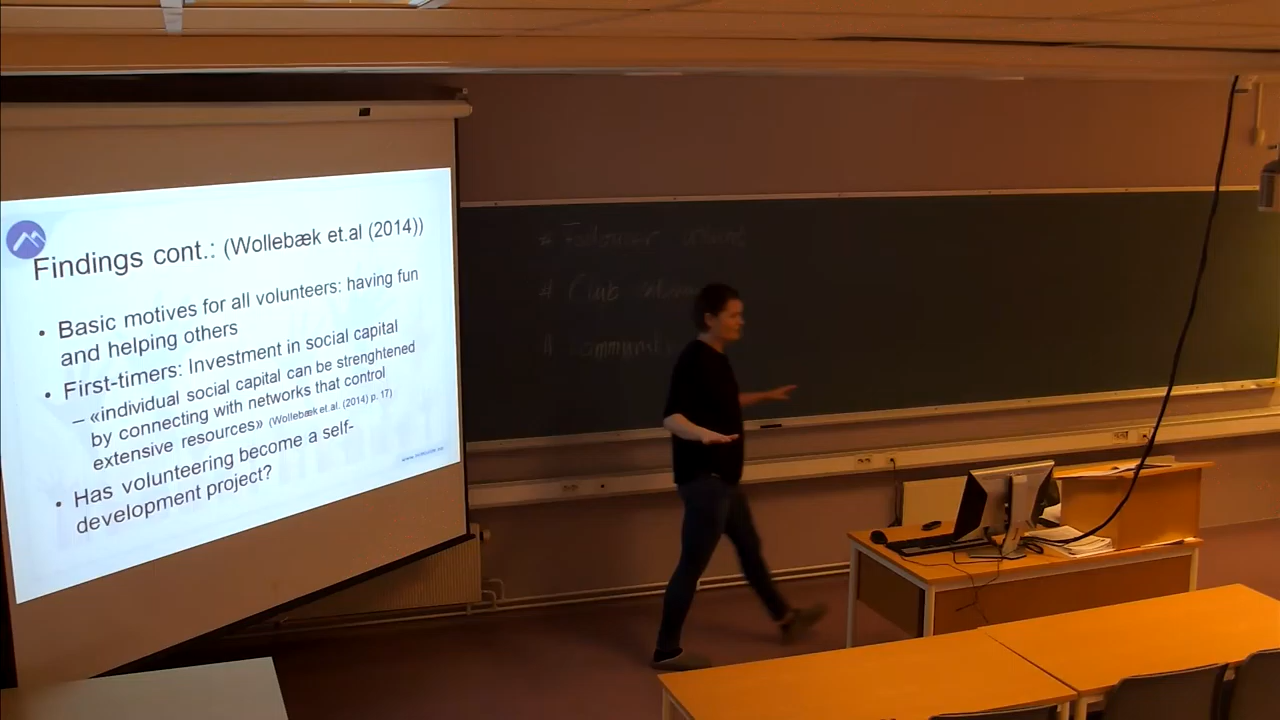 Findings cont.: (Wollebæk et.al (2014))
• Basic motives for all volunteers: having fun
and helping others
• First-timers: Investment in social capital
– «individual social capital can be strenghtened
by connecting with networks that control
extensive resources» (Wollebæk et.al. (2014) p. 17)
• Has volunteering become a self-
development project?
# Club